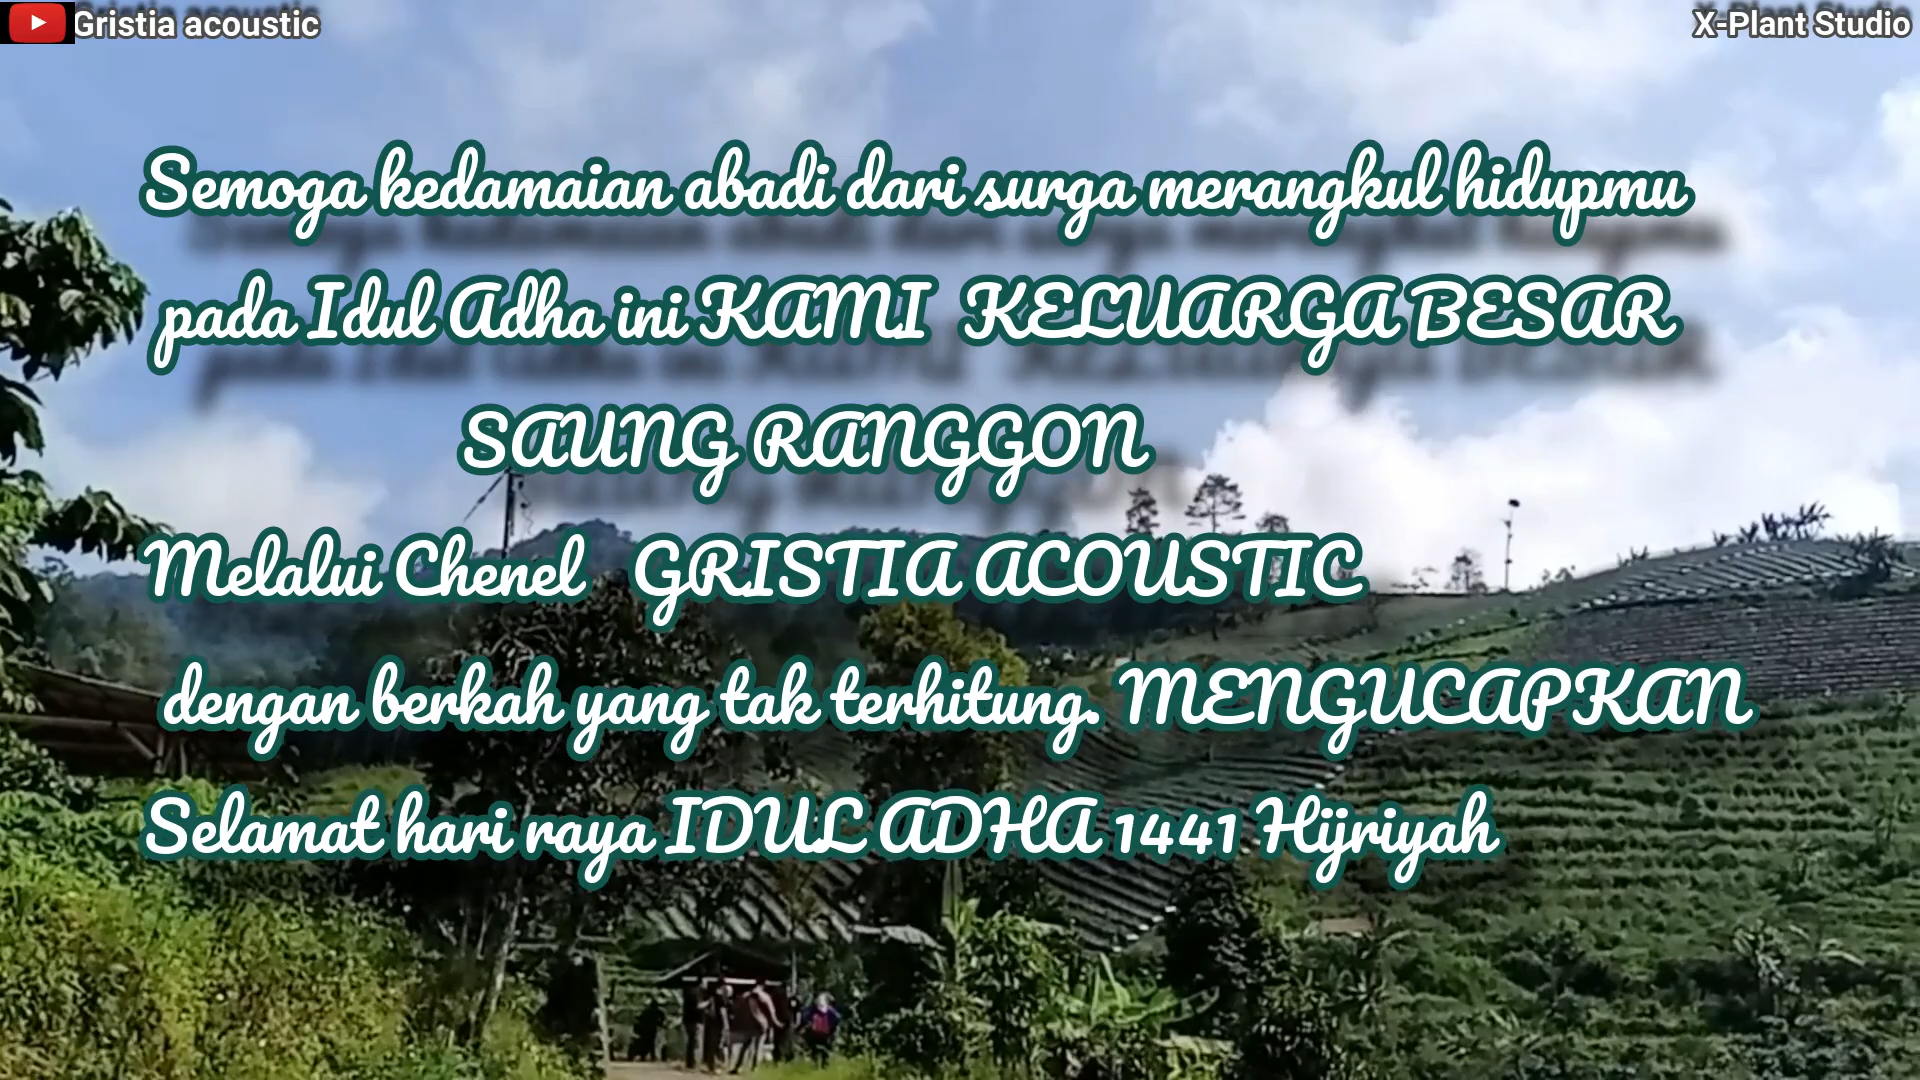 Gristia acoustic
X-Plant Studio
Semoga kedamaian abadi dari surga merangkul hidupmu
pada Idul Adha ini KAMI KELUARGA BESAR
SAUNG RANGGON
Melalui Chenel GRISTIA ACOUSTIC
dengan berkah yang tak terhitung. MENGUCAPKAN
Selamat hari raya IDUL ADHA 1441 Hijriyah